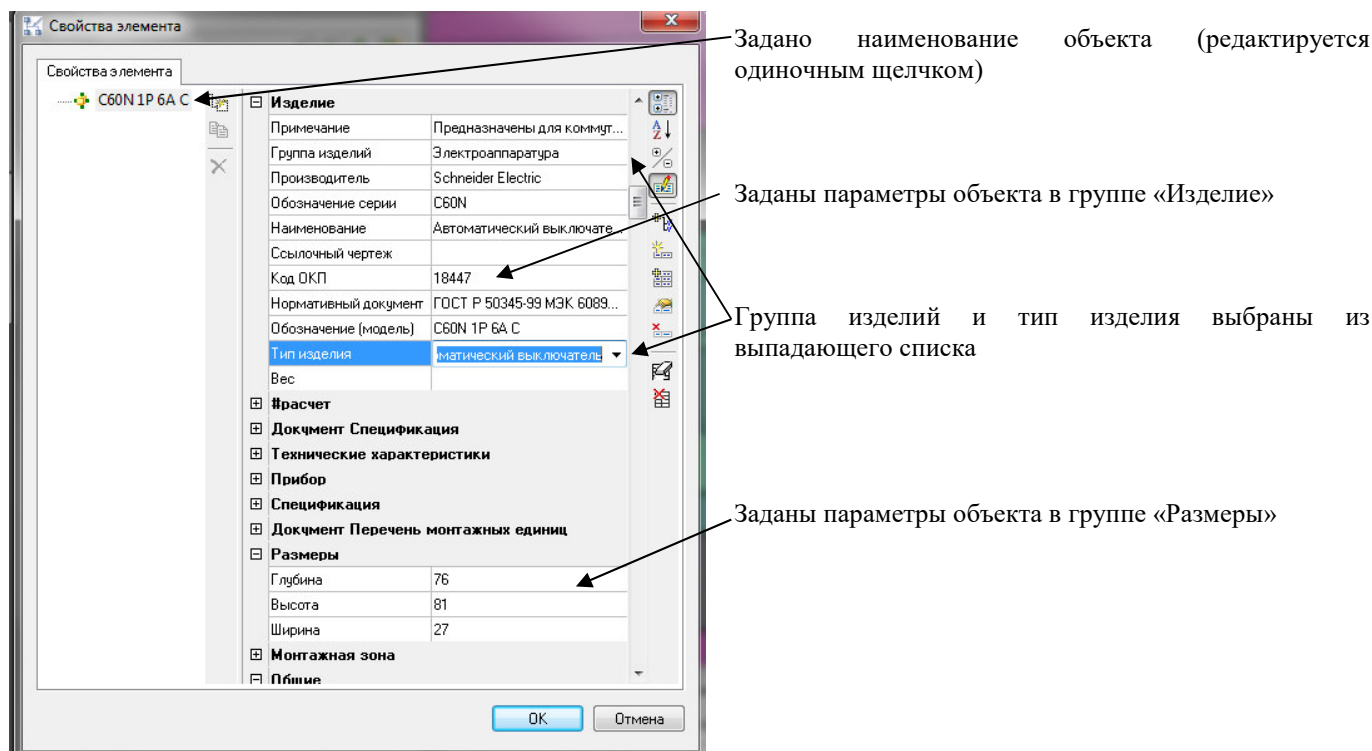 Свойства элемента
Свойства элемента
C60N 1P 6A C
Изделие
Примечание Предназначены для коммут...
Группа изделий Электроаппаратура
Производитель Schneider Electric
Обозначение серии C60N
Наименование Автоматический выключате...
Ссылочный чертеж
Код ОКП 18447
Нормативный документ ГОСТ Р 50345-99 МЭК 6089...
Обозначение (модель) C60N 1P 6A C
Тип изделия матический выключатель
Вес
#расчет
Документ Спецификация
Технические характеристики
Прибор
Спецификация
Документ Перечень монтажных единиц
Размеры
Глубина 76
Высота 81
Ширина 27
Монтажная зона
Общие
OK Отмена
Задано наименование объекта (редактируется
одиночным щелчком)
Заданы параметры объекта в группе «Изделие»
Группа изделий и тип изделия выбраны из
выпадающего списка
Заданы параметры объекта в группе «Размеры»